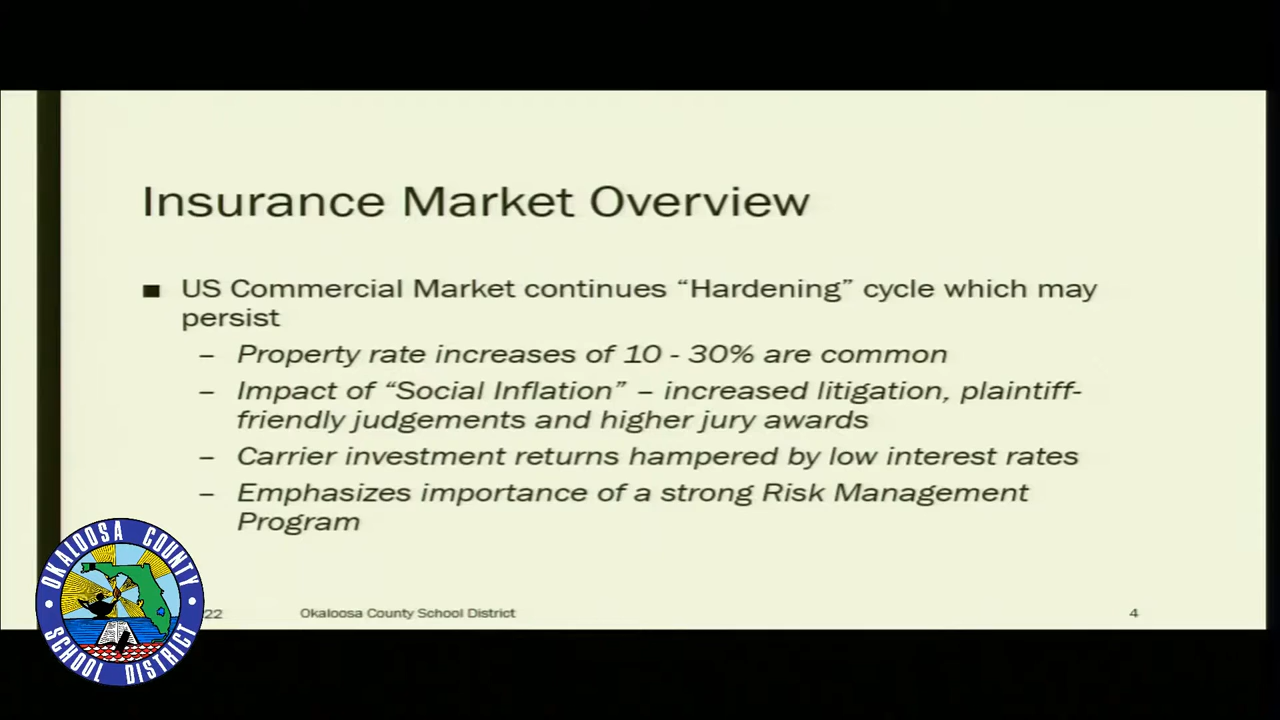 Insurance Market Overview
■ US Commercial Market continues “Hardening” cycle which may
persist
– Property rate increases of 10 - 30% are common
– Impact of “Social Inflation” – increased litigation, plaintiff-
friendly judgements and higher jury awards
– Carrier investment returns hampered by low interest rates
– Emphasizes importance of a strong Risk Management
Program
22
Okaloosa County School District
4
OKALOOSA COUNTY
SCHOOL DISTRICT